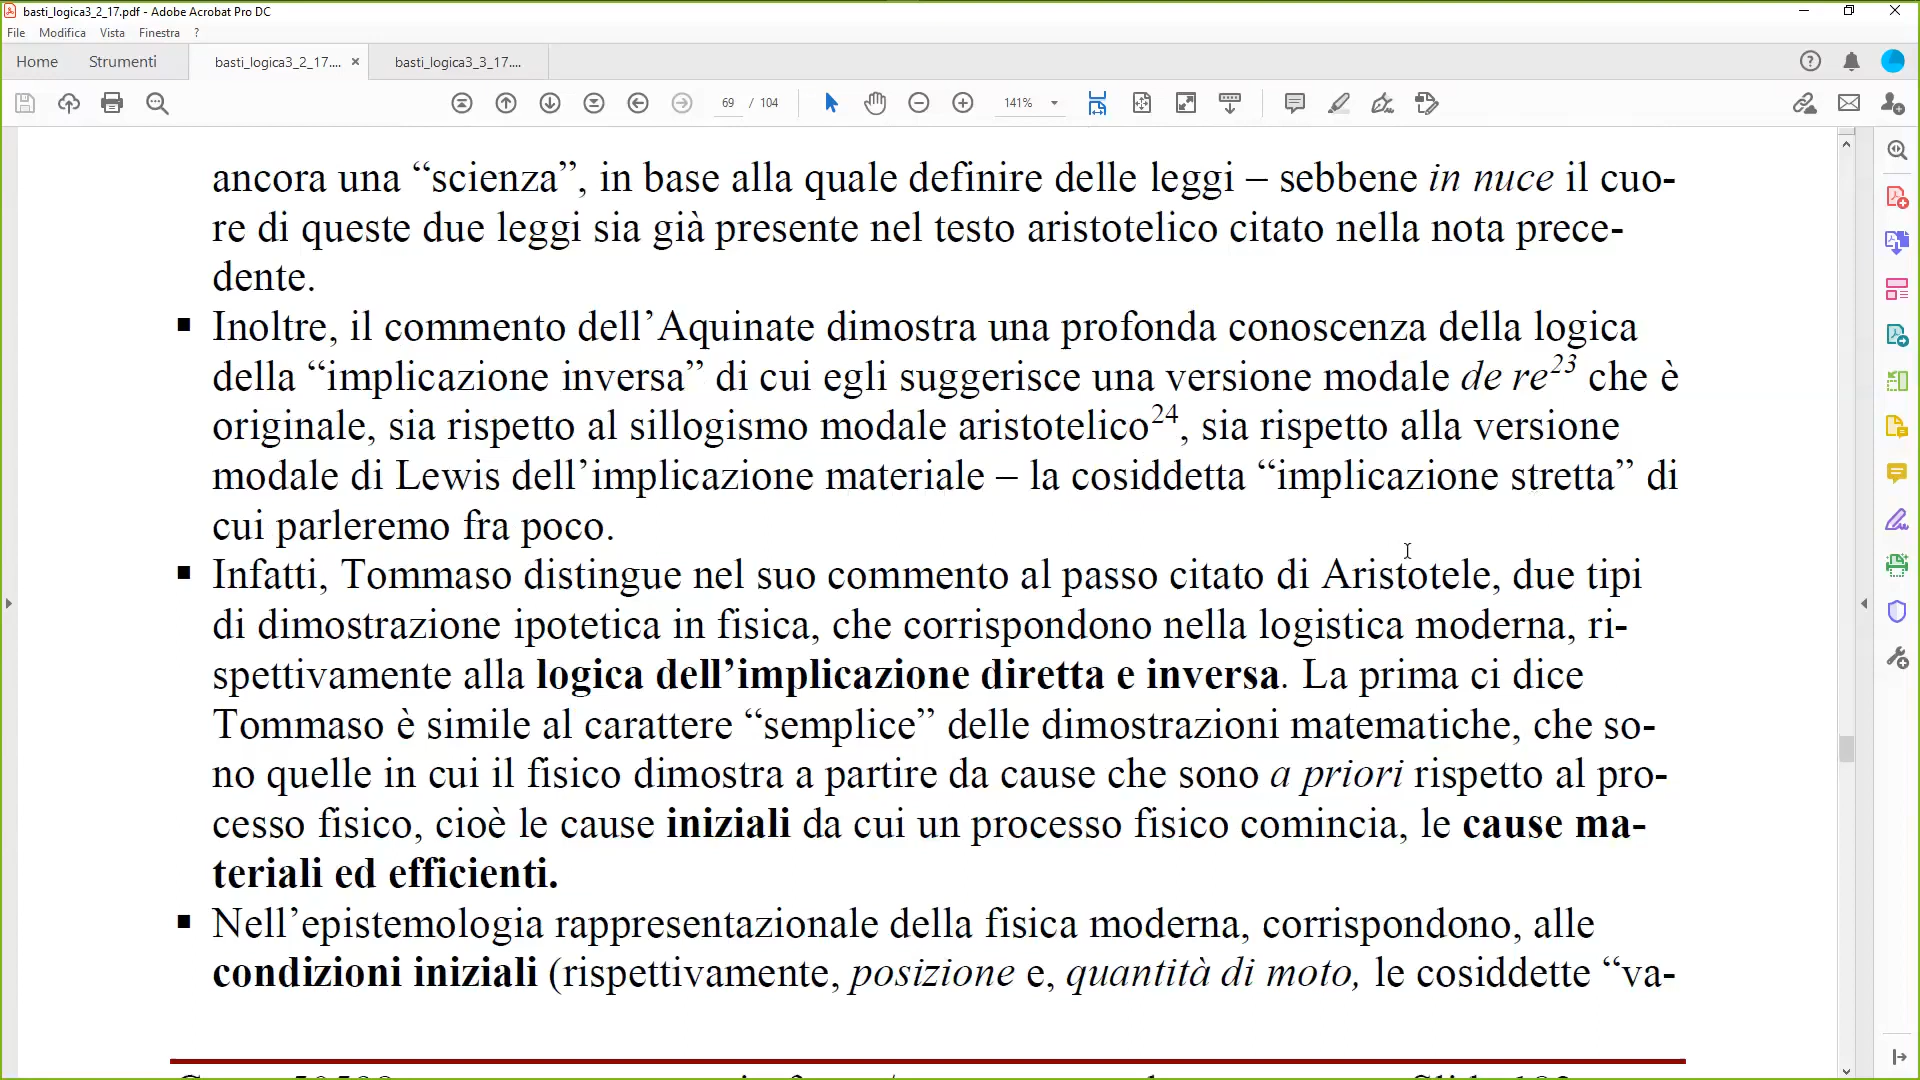 basti_logica3_2_17.pdf - Adobe Acrobat Pro DC
File Modifica Vista Finestra ?
Home Strumenti basti_logica3_2_17.... × basti_logica3_3_17....
69 / 104 141%
ancora una “scienza”, in base alla quale definire delle leggi – sebbene in nuce il cuo-
re di queste due leggi sia già presente nel testo aristotelico citato nella nota prece-
dente.
▪ Inoltre, il commento dell’Aquinate dimostra una profonda conoscenza della logica
della “implicazione inversa” di cui egli suggerisce una versione modale de re23 che è
originale, sia rispetto al sillogismo modale aristotelico24, sia rispetto alla versione
modale di Lewis dell’implicazione materiale – la cosiddetta “implicazione stretta” di
cui parleremo fra poco.
▪ Infatti, Tommaso distingue nel suo commento al passo citato di Aristotele, due tipi
di dimostrazione ipotetica in fisica, che corrispondono nella logistica moderna, ri-
spettivamente alla logica dell’implicazione diretta e inversa. La prima ci dice
Tommaso è simile al carattere “semplice” delle dimostrazioni matematiche, che so-
no quelle in cui il fisico dimostra a partire da cause che sono a priori rispetto al pro-
cesso fisico, cioè le cause iniziali da cui un processo fisico comincia, le cause ma-
teriali ed efficienti.
▪ Nell’epistemologia rappresentazionale della fisica moderna, corrispondono, alle
condizioni iniziali (rispettivamente, posizione e, quantità di moto, le cosiddette “va-